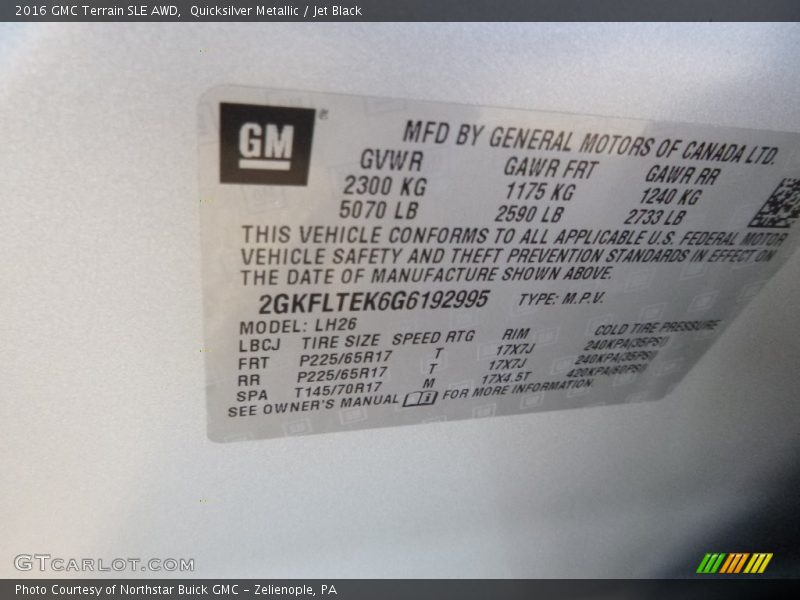 2016 GMC Terrain SLE AWD,  Quicksilver Metallic / Jet Black
GM ®
MFD BY GENERAL MOTORS OF CANADA LTD.
GVWR GAWR FRT GAWR RR
2300 KG 1175 KG 1240 KG
5070 LB 2590 LB 2733 LB
THIS VEHICLE CONFORMS TO ALL APPLICABLE U.S. FEDERAL MOTOR
VEHICLE SAFETY AND THEFT PREVENTION STANDARDS IN EFFECT ON
THE DATE OF MANUFACTURE SHOWN ABOVE.
2GKFLTEK6G6192995 TYPE: M.P.V.
MODEL: LH26
LBCJ TIRE SIZE SPEED RTG RIM COLD TIRE PRESSURE
FRT P225/65R17 T 17X7J 240KPA(35PSI)
RR P225/65R17 T 17X7J 240KPA(35PSI)
SPA T145/70R17 M 17X4.5T 420KPA(60PSI)
SEE OWNER'S MANUAL FOR MORE INFORMATION.
GTCARLOT.COM
Photo Courtesy of Northstar Buick GMC - Zelienople, PA